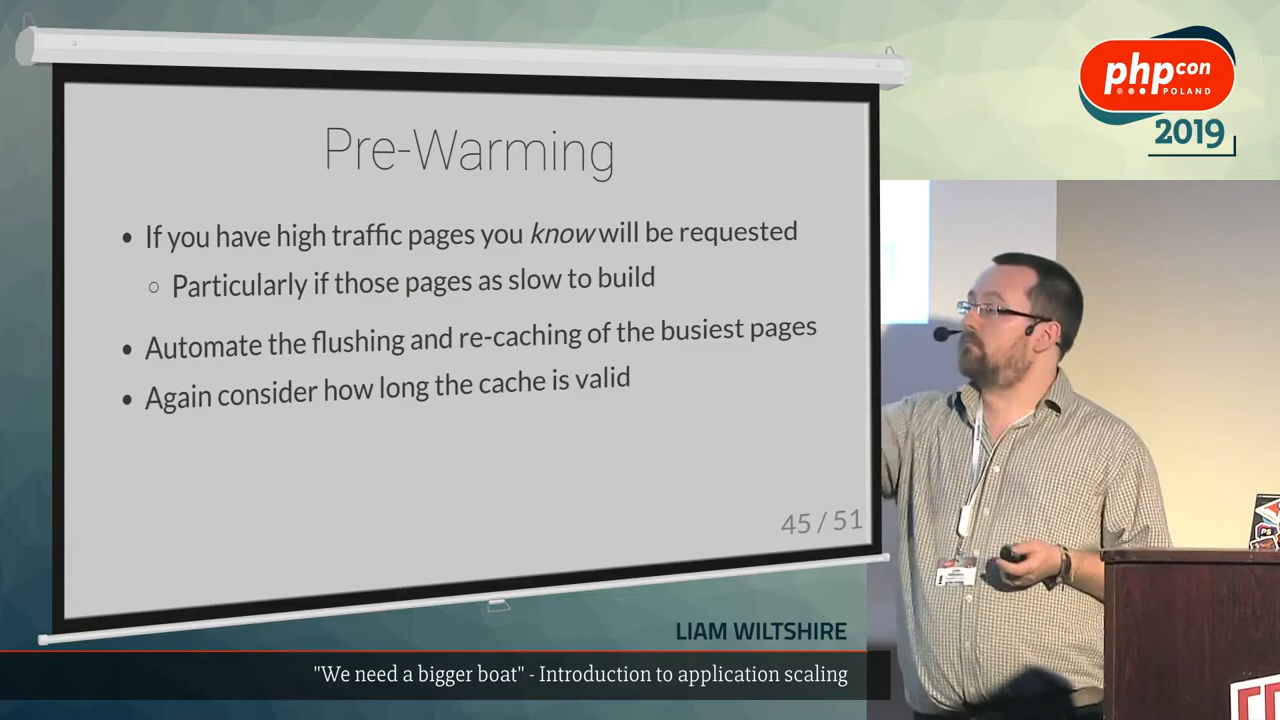 Pre-Warming
• If you have high traffic pages you know will be requested
○ Particularly if those pages as slow to build
• Automate the flushing and re-caching of the busiest pages
• Again consider how long the cache is valid
45 / 51
phpcon
POLAND
2019
LIAM WILTSHIRE
"We need a bigger boat" - Introduction to application scaling